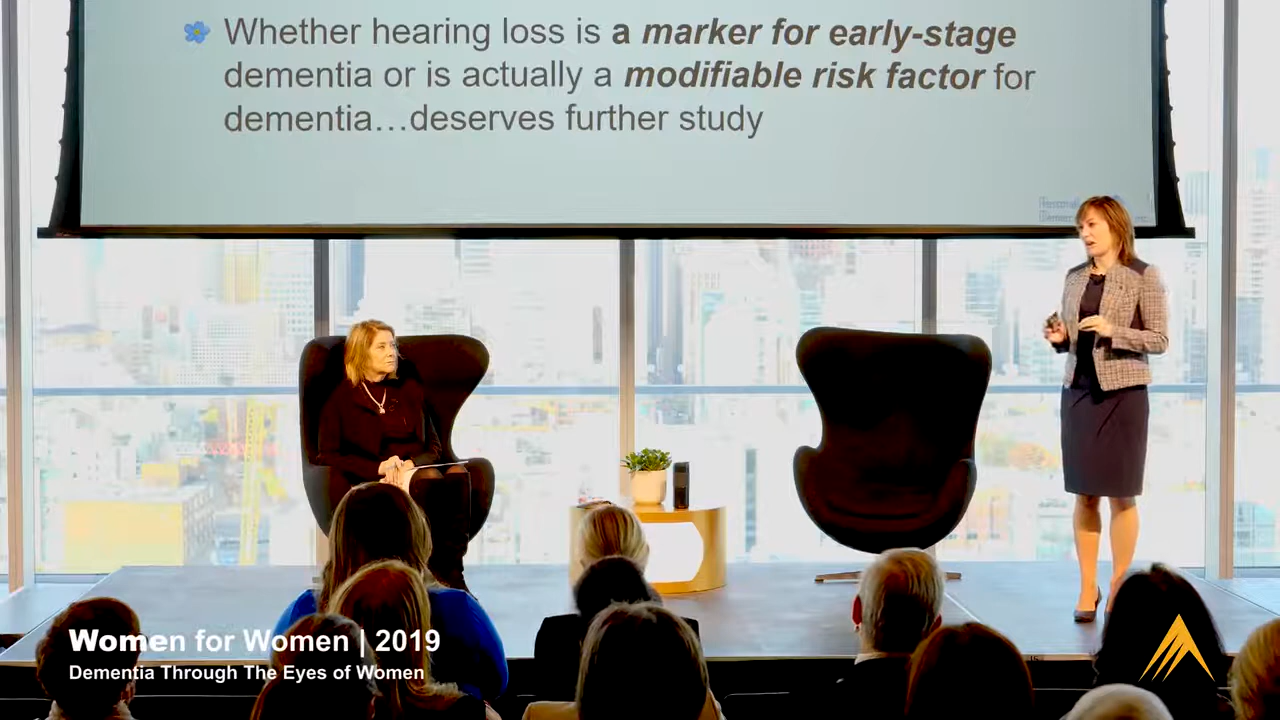 Whether hearing loss is a marker for early-stage
dementia or is actually a modifiable risk factor for
dementia…deserves further study
Women for Women | 2019
Dementia Through The Eyes of Women